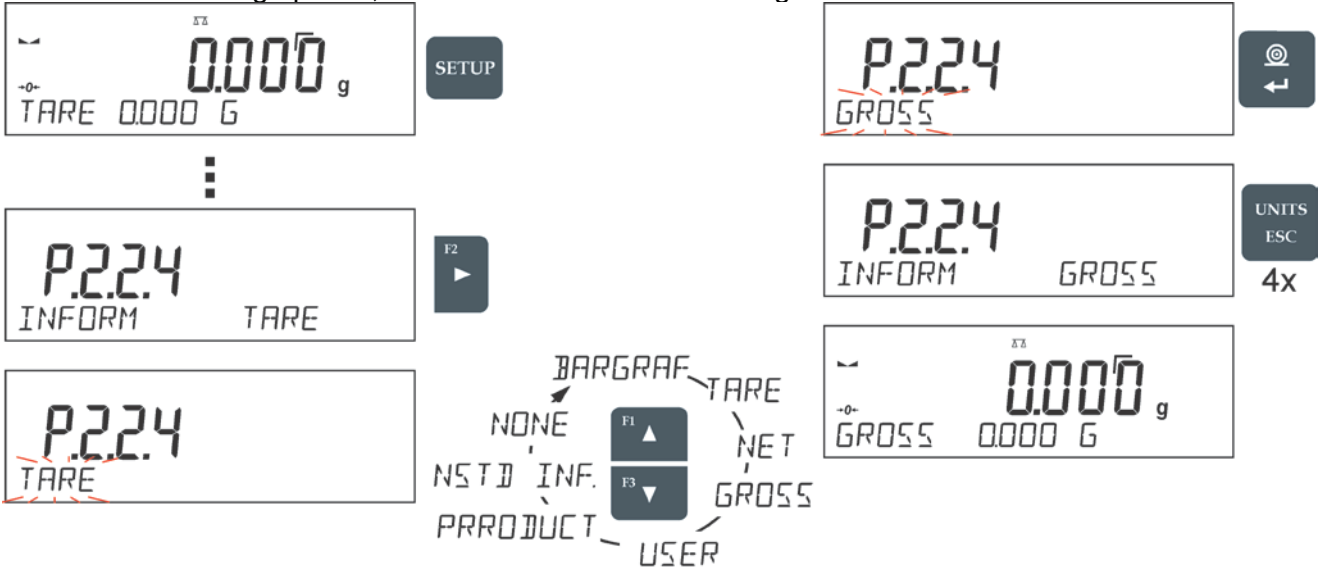 0.000 g
→0←
TARE 0.000 G
SETUP
P.2.2.4
INFORM TARE
F2
P.2.2.4
TARE
BARGRAF
TARE
NET
GROSS
USER
PRRODUCT
NSTD INF.
NONE
F1
F3
P.2.2.4
GROSS
P.2.2.4
INFORM GROSS
UNITS
ESC
4x
0.000 g
→0←
GROSS 0.000 G